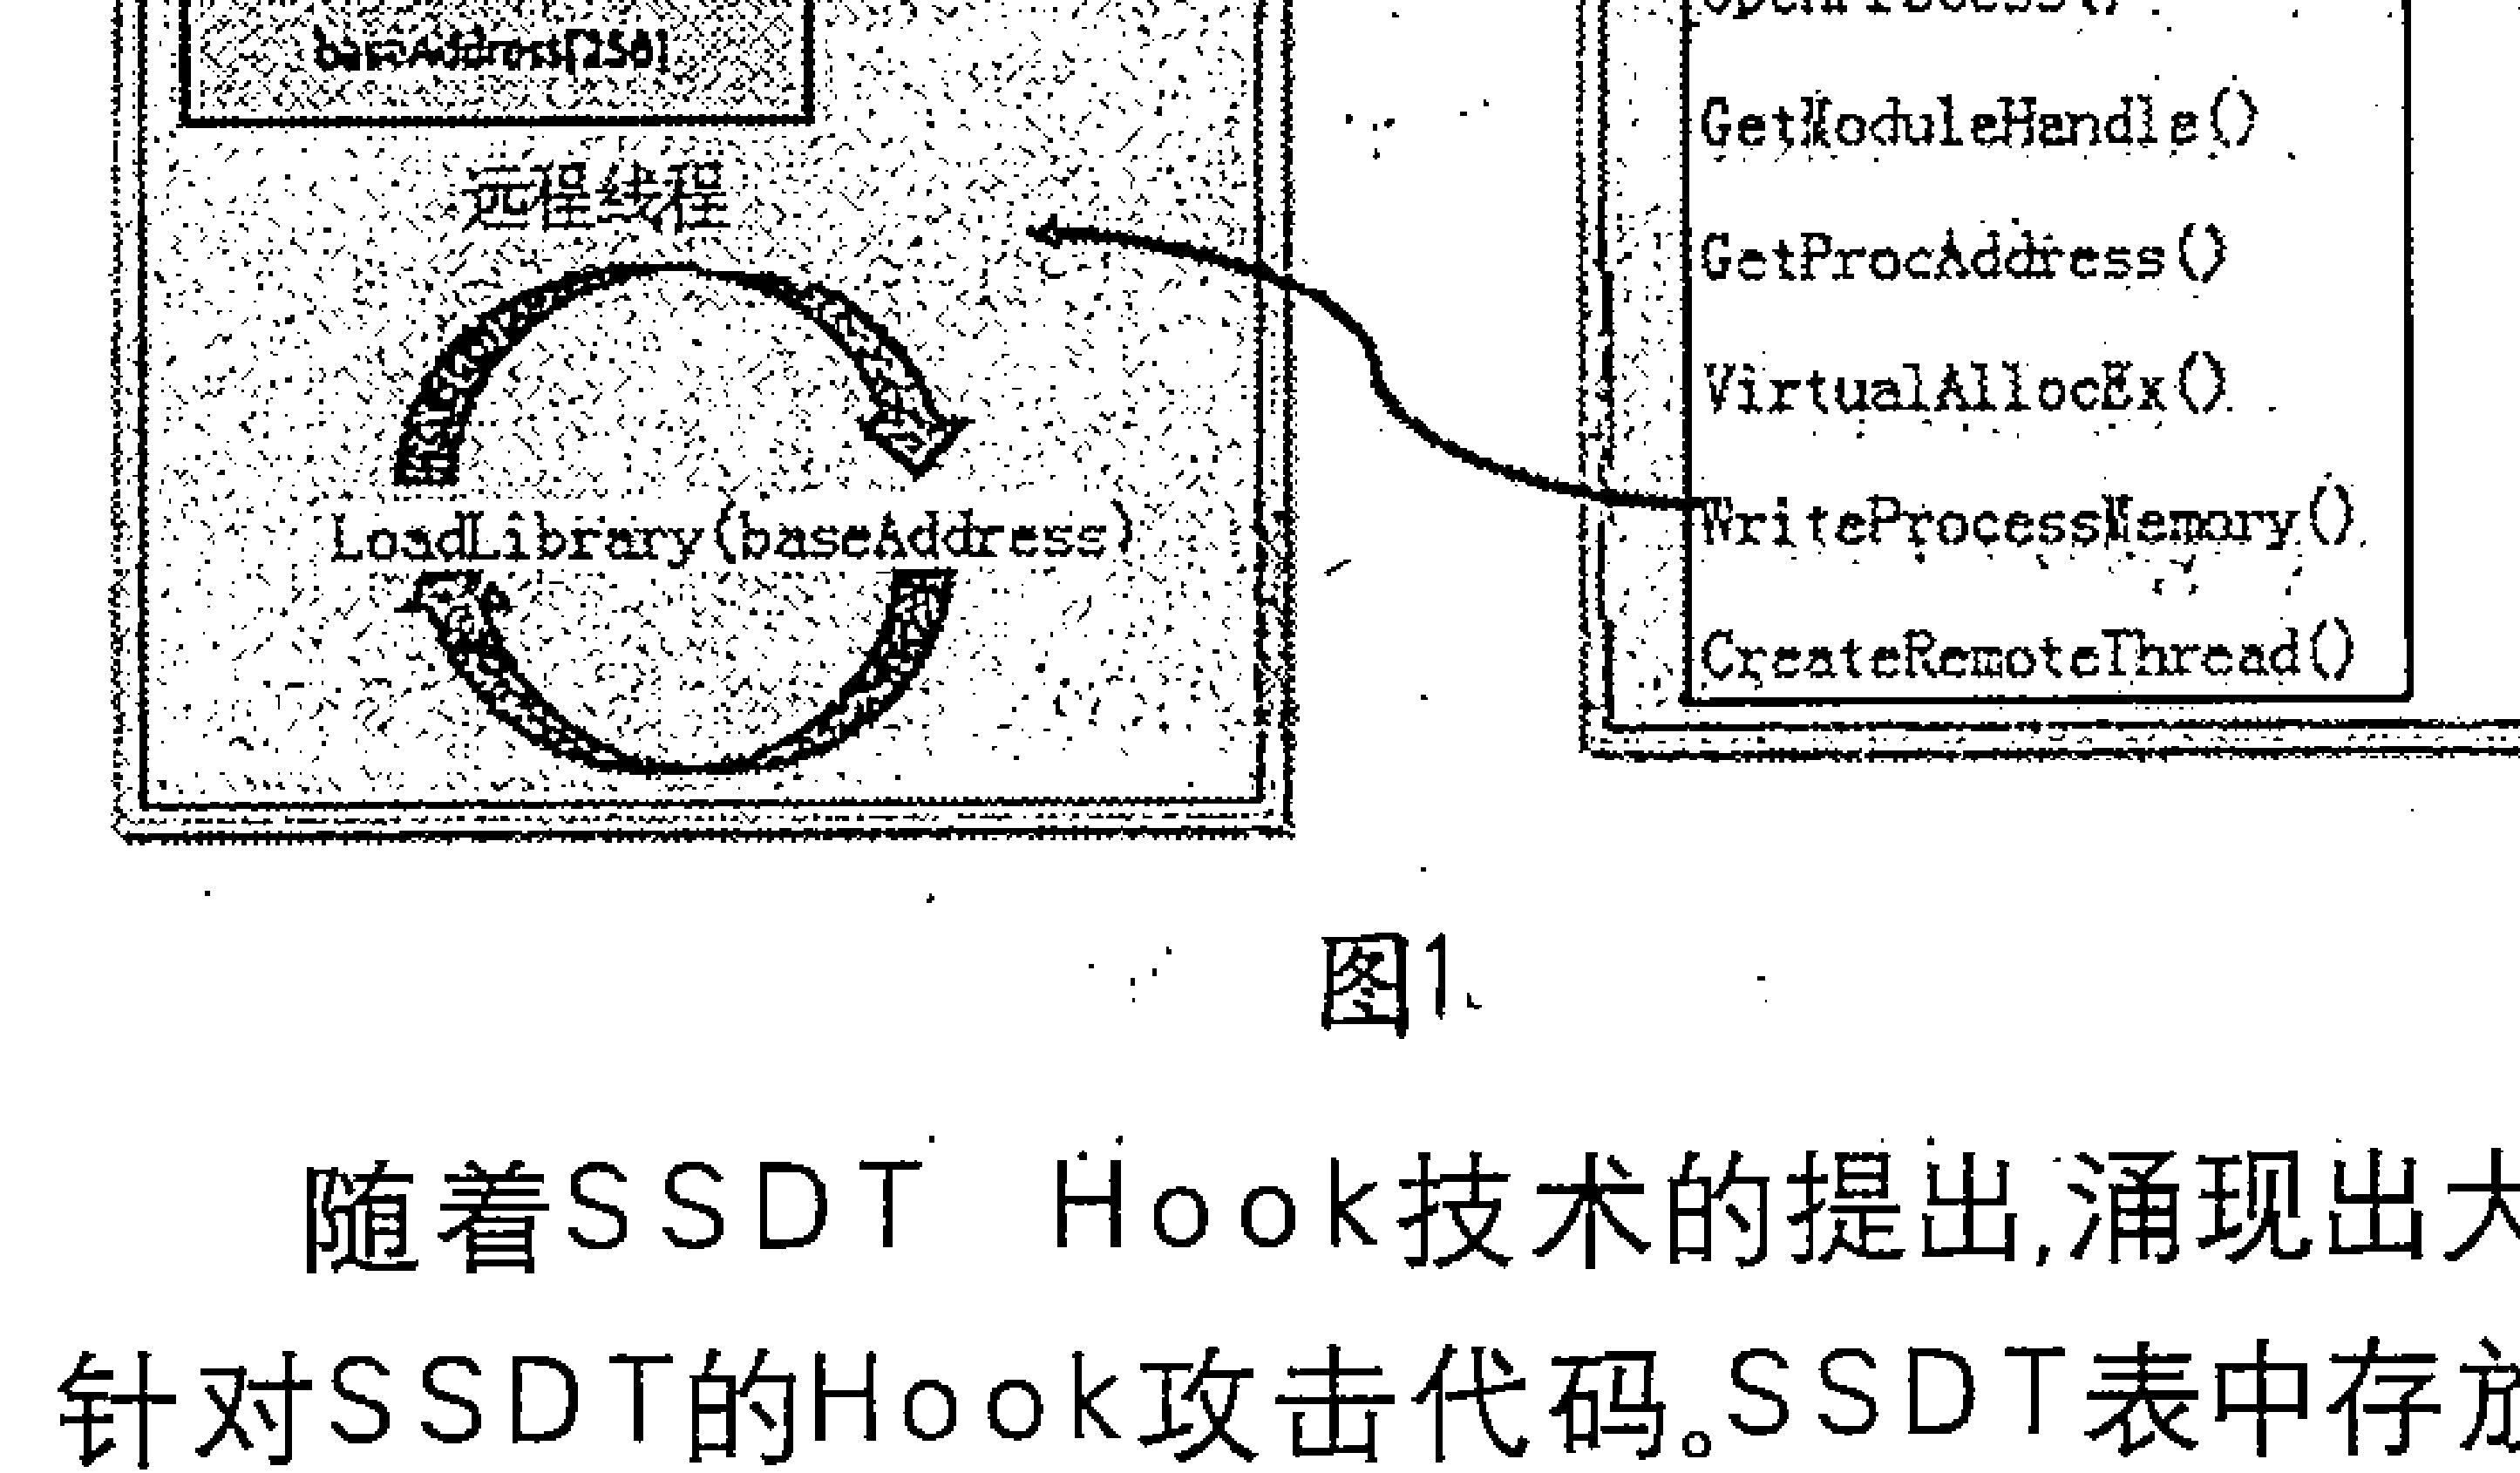 baseAddress[256]
远程线程
LoadLibrary(baseAddress)
OpenProcess()
GetModuleHandle()
GetProcAddress()
VirtualAllocEx()
WriteProcessMemory()
CreateRemoteThread()
图1
随着SSDT Hook技术的提出,涌现出大
针对SSDT的Hook攻击代码。SSDT表中存放